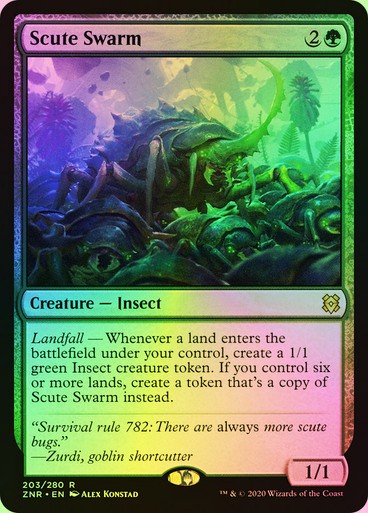 Scute Swarm 2
Creature — Insect
Landfall — Whenever a land enters the
battlefield under your control, create a 1/1
green Insect creature token. If you control six
or more lands, create a token that's a copy of
Scute Swarm instead.
"Survival rule 782: There are always more scute
bugs."
—Zurdi, goblin shortcutter
1/1
203/280 R
ZNR • EN Alex Konstad
™ & © 2020 Wizards of the Coast